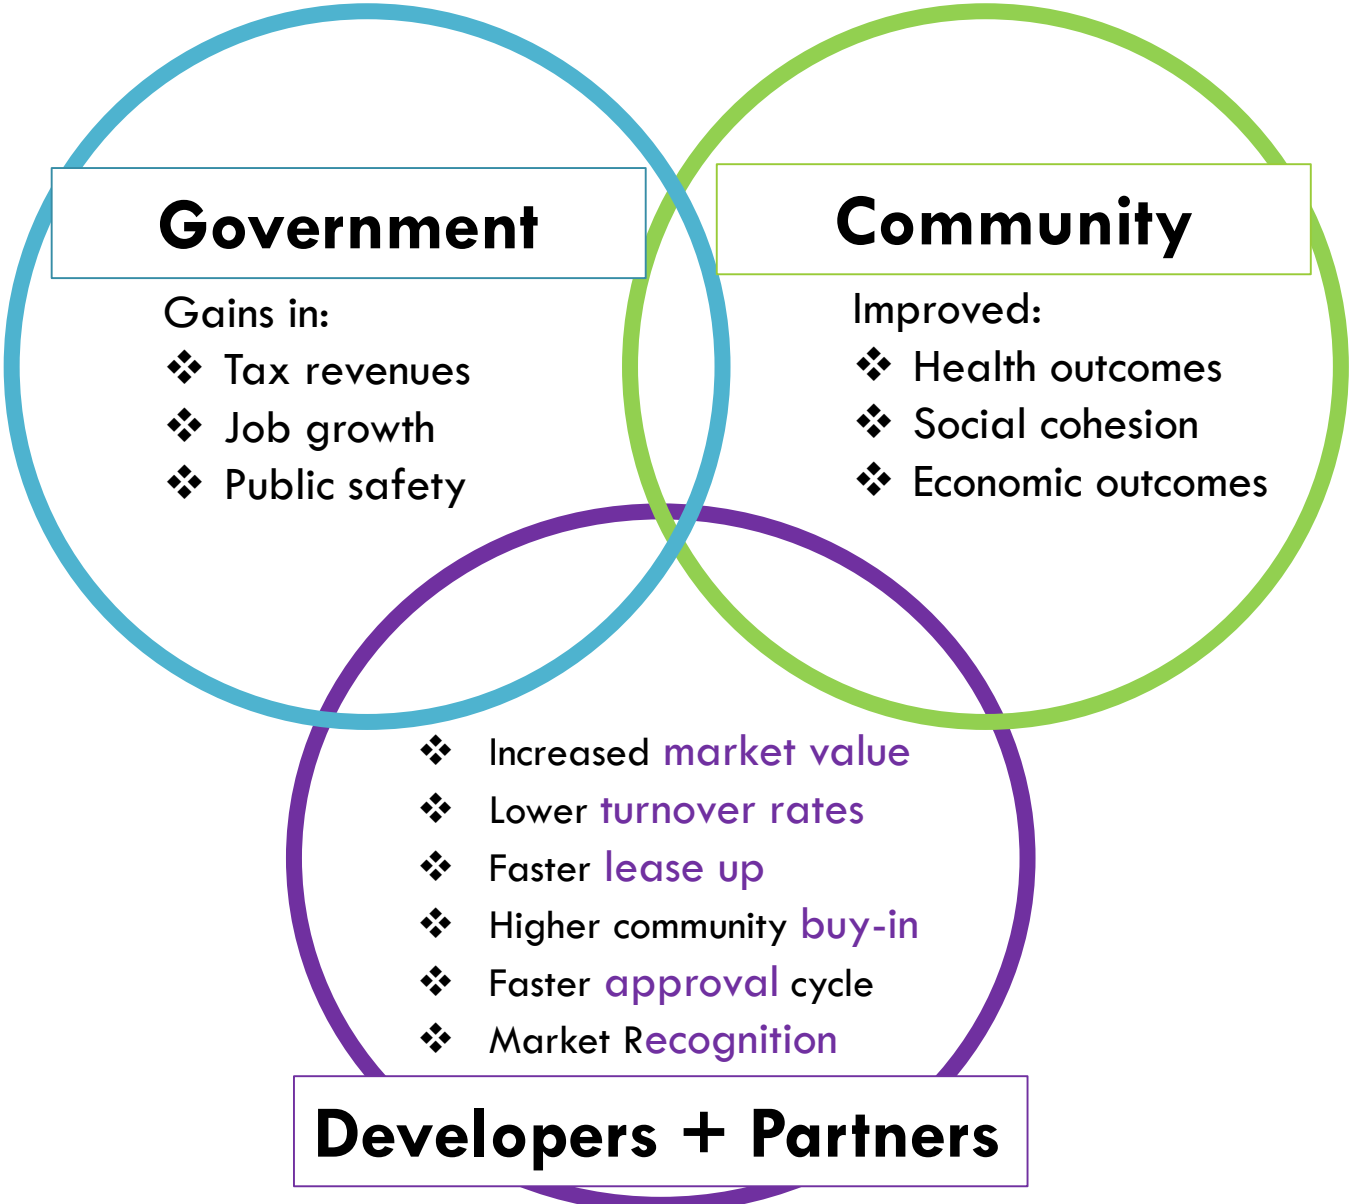 Government
Gains in:
❖ Tax revenues
❖ Job growth
❖ Public safety
Community
Improved:
❖ Health outcomes
❖ Social cohesion
❖ Economic outcomes
❖ Increased market value
❖ Lower turnover rates
❖ Faster lease up
❖ Higher community buy-in
❖ Faster approval cycle
❖ Market Recognition
Developers + Partners